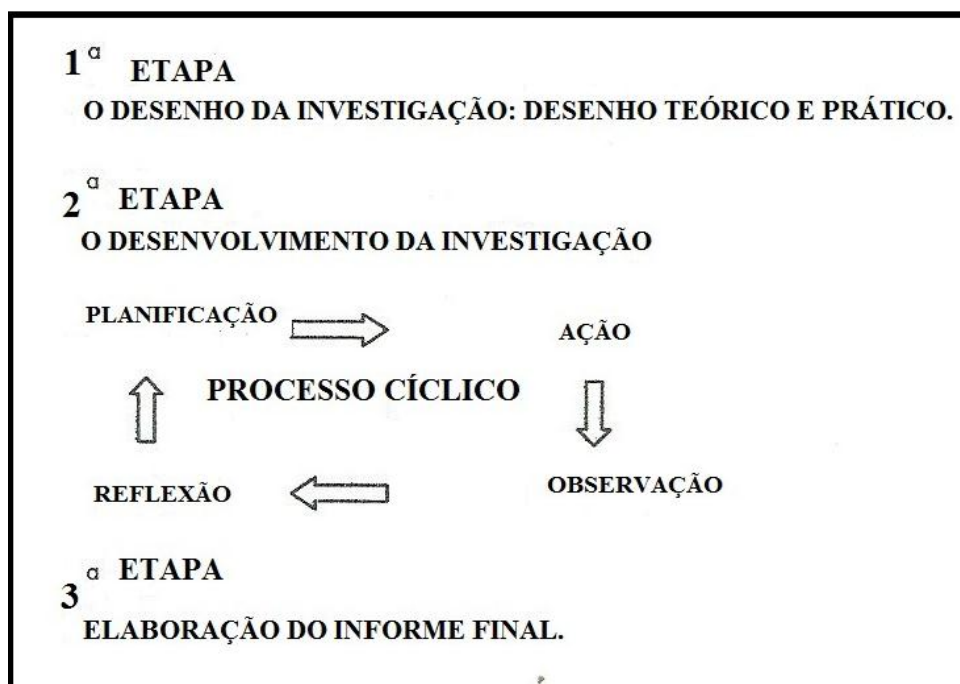 1ª ETAPA
O DESENHO DA INVESTIGAÇÃO: DESENHO TEÓRICO E PRÁTICO.
2ª ETAPA
O DESENVOLVIMENTO DA INVESTIGAÇÃO
PLANIFICAÇÃO
AÇÃO
PROCESSO CÍCLICO
REFLEXÃO
OBSERVAÇÃO
3ª ETAPA
ELABORAÇÃO DO INFORME FINAL.